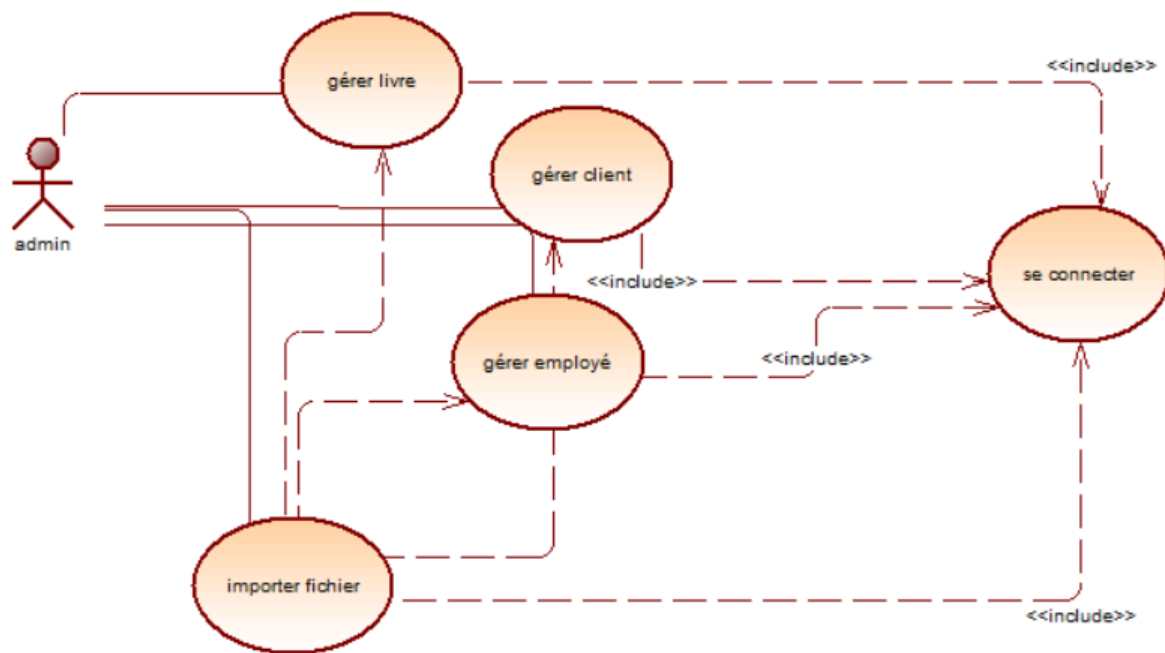 gérer livre
<<include>>
gérer client
admin
<<include>>
se connecter
gérer employé
<<include>>
importer fichier
<<include>>